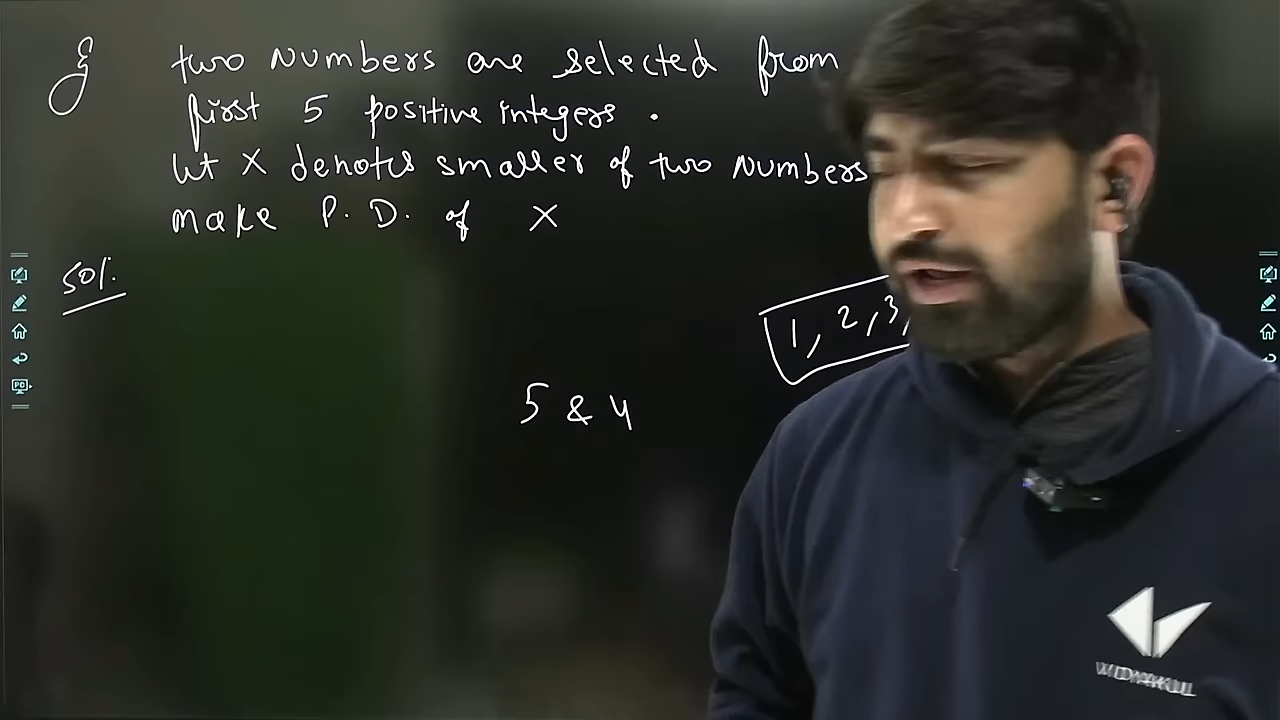 two numbers are selected from
first 5 positive integers .
let X denotes smaller of two numbers
make P. D. of X
50%.
1, 2, 3,
5 & 4
WIDYAKUL